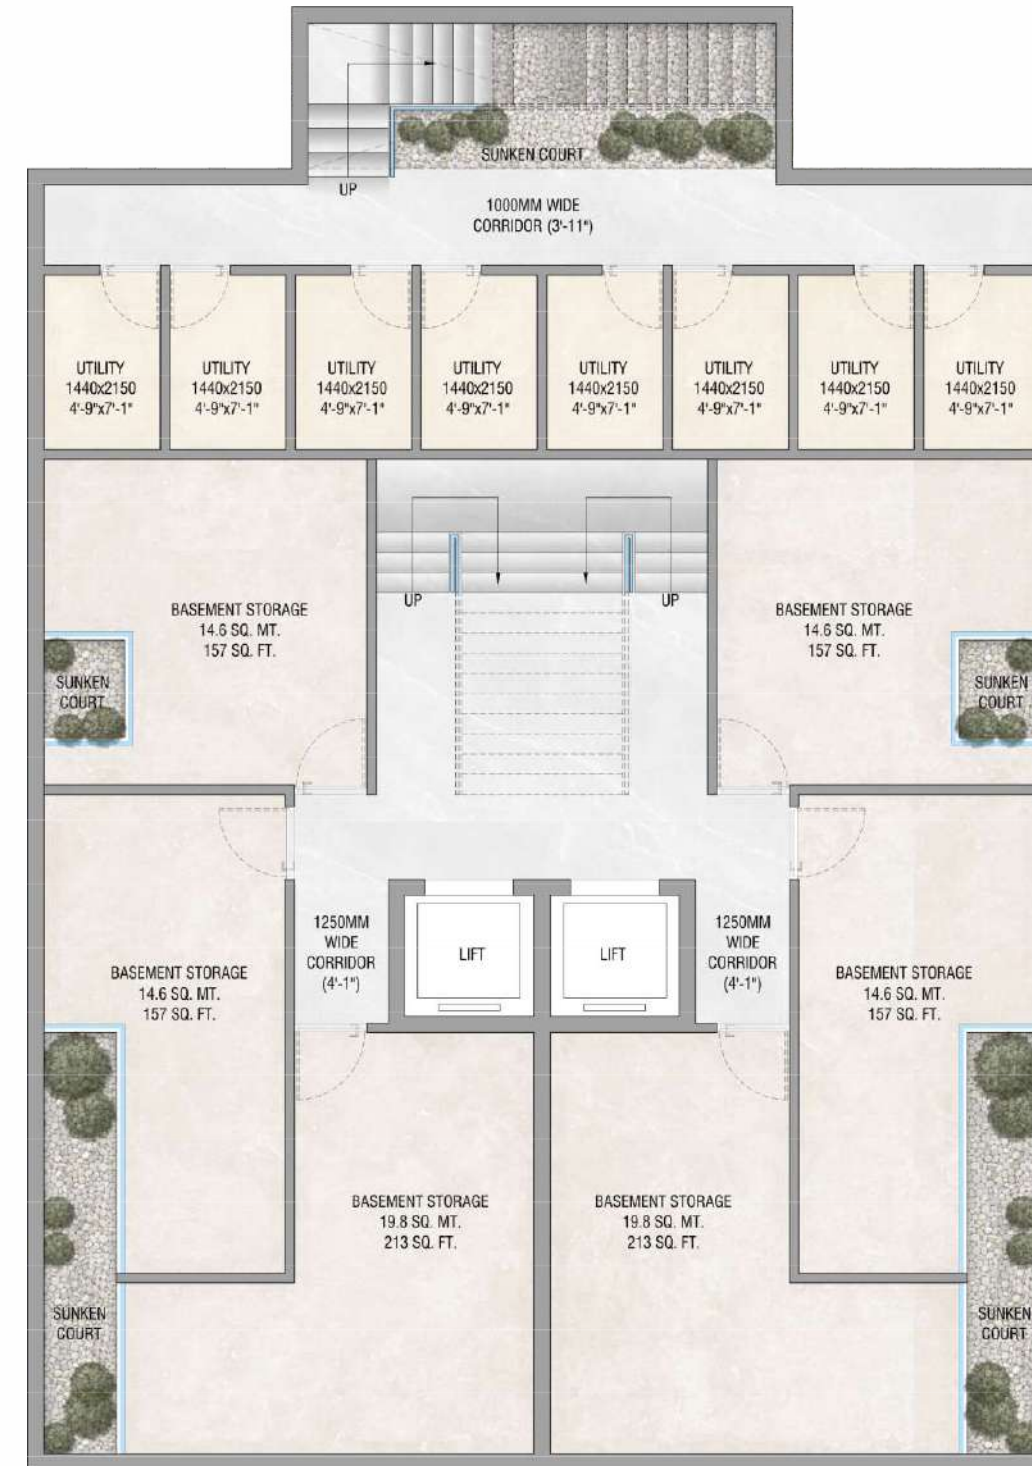 SUNKEN COURT
UP
1000MM WIDE
CORRIDOR (3'-11")
UTILITY
1440x2150
4'-9"x7'-1"
UTILITY
1440x2150
4'-9"x7'-1"
UTILITY
1440x2150
4'-9"x7'-1"
UTILITY
1440x2150
4'-9"x7'-1"
UTILITY
1440x2150
4'-9"x7'-1"
UTILITY
1440x2150
4'-9"x7'-1"
UTILITY
1440x2150
4'-9"x7'-1"
UTILITY
1440x2150
4'-9"x7'-1"
BASEMENT STORAGE
14.6 SQ. MT.
157 SQ. FT.
UP
UP
BASEMENT STORAGE
14.6 SQ. MT.
157 SQ. FT.
SUNKEN
COURT
SUNKEN
COURT
BASEMENT STORAGE
14.6 SQ. MT.
157 SQ. FT.
1250MM
WIDE
CORRIDOR
(4'-1")
LIFT
LIFT
1250MM
WIDE
CORRIDOR
(4'-1")
BASEMENT STORAGE
14.6 SQ. MT.
157 SQ. FT.
BASEMENT STORAGE
19.8 SQ. MT.
213 SQ. FT.
BASEMENT STORAGE
19.8 SQ. MT.
213 SQ. FT.
SUNKEN
COURT
SUNKEN
COURT